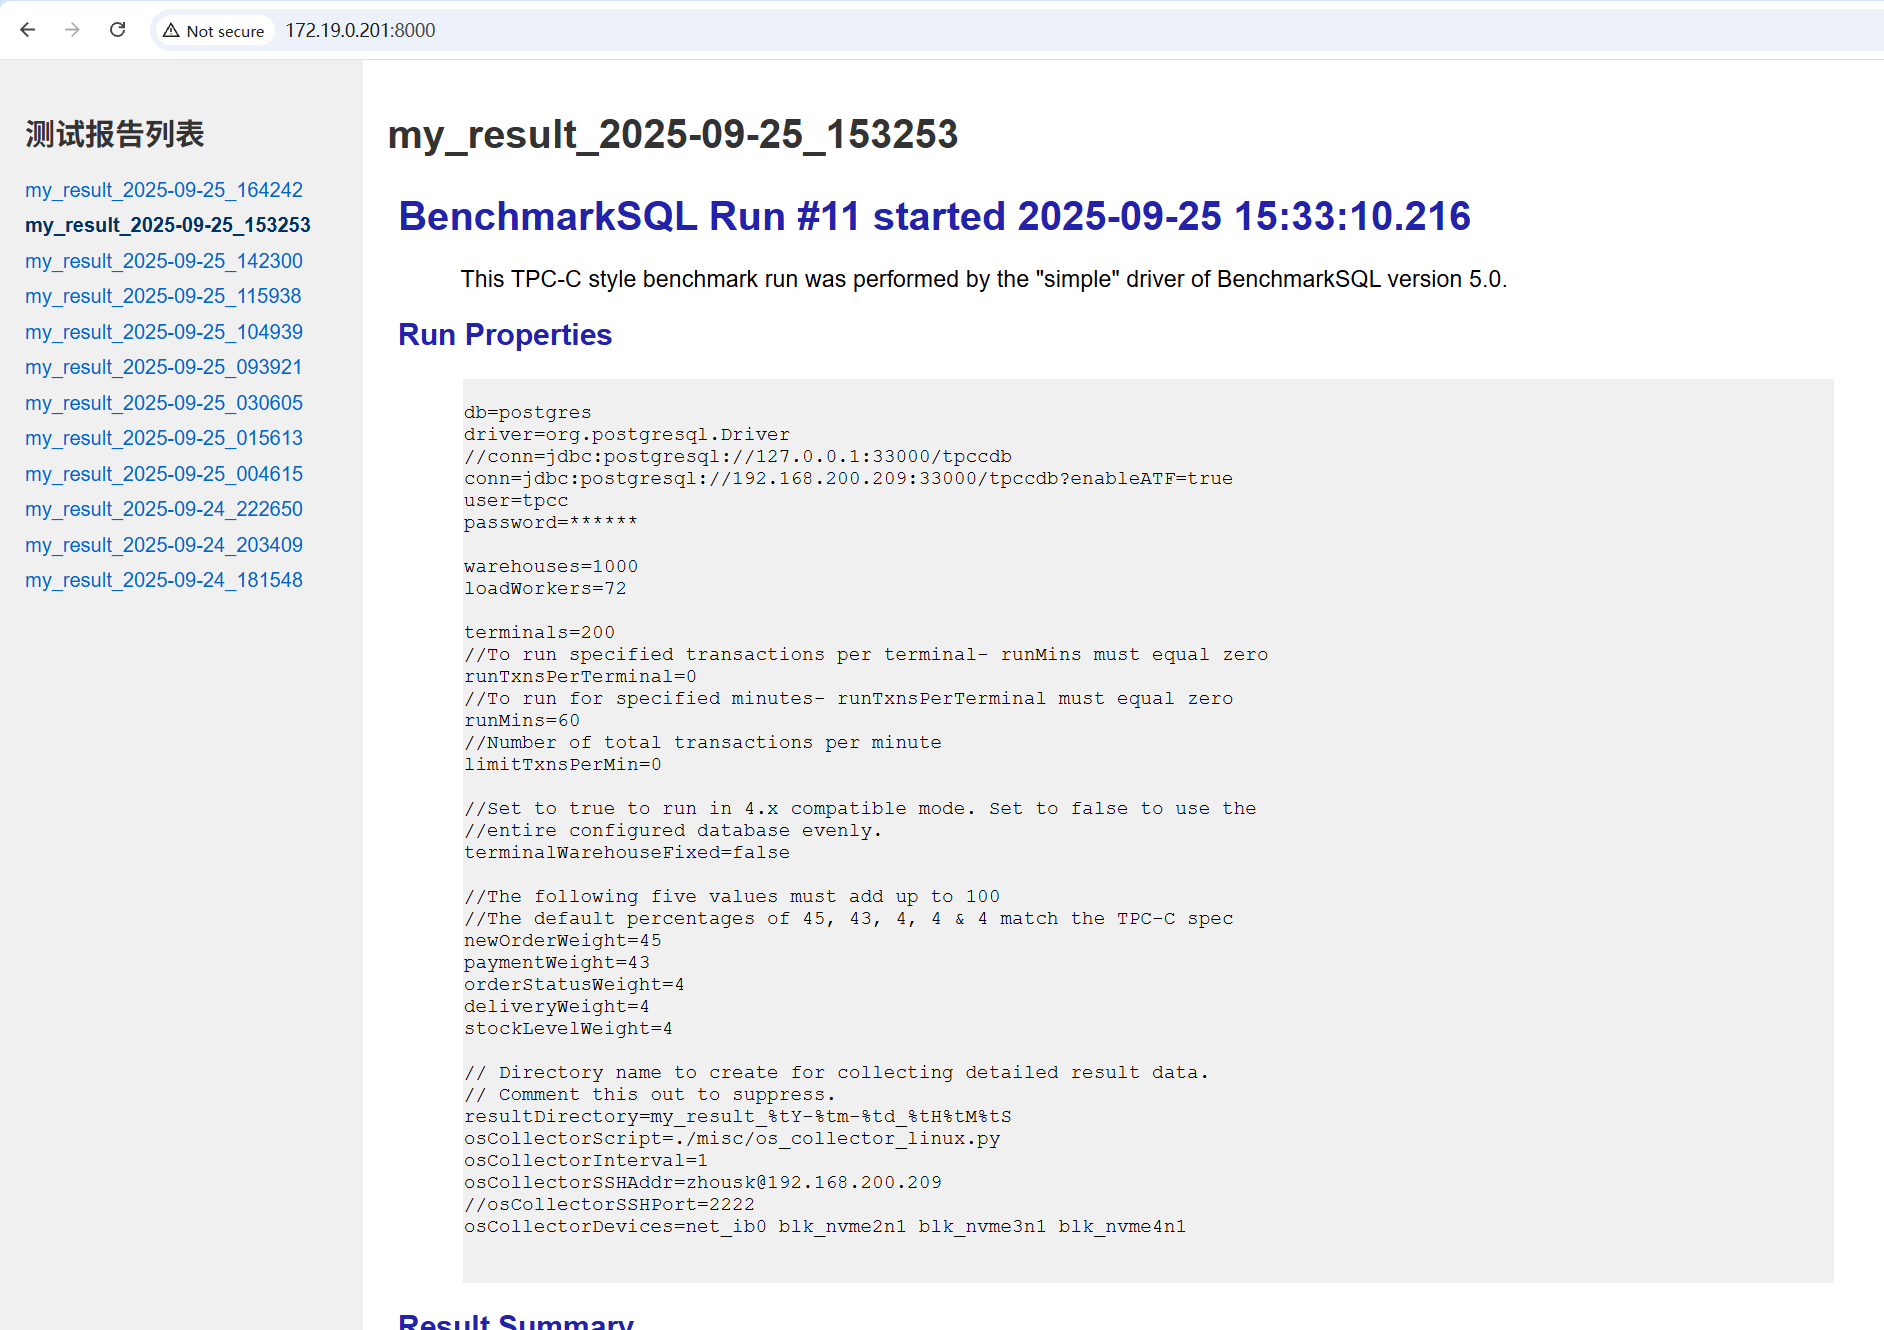 Not secure 172.19.0.201:8000
测试报告列表
my_result_2025-09-25_164242
my_result_2025-09-25_153253
my_result_2025-09-25_142300
my_result_2025-09-25_115938
my_result_2025-09-25_104939
my_result_2025-09-25_093921
my_result_2025-09-25_030605
my_result_2025-09-25_015613
my_result_2025-09-25_004615
my_result_2025-09-24_222650
my_result_2025-09-24_203409
my_result_2025-09-24_181548
my_result_2025-09-25_153253
BenchmarkSQL Run #11 started 2025-09-25 15:33:10.216
This TPC-C style benchmark run was performed by the "simple" driver of BenchmarkSQL version 5.0.
Run Properties
db=postgres
driver=org.postgresql.Driver
//conn=jdbc:postgresql://127.0.0.1:33000/tpccdb
conn=jdbc:postgresql://192.168.200.209:33000/tpccdb?enableATF=true
user=tpcc
password=******
warehouses=1000
loadWorkers=72
terminals=200
//To run specified transactions per terminal- runMins must equal zero
runTxnsPerTerminal=0
//To run for specified minutes- runTxnsPerTerminal must equal zero
runMins=60
//Number of total transactions per minute
limitTxnsPerMin=0
//Set to true to run in 4.x compatible mode. Set to false to use the
//entire configured database evenly.
terminalWarehouseFixed=false
//The following five values must add up to 100
//The default percentages of 45, 43, 4, 4 & 4 match the TPC-C spec
newOrderWeight=45
paymentWeight=43
orderStatusWeight=4
deliveryWeight=4
stockLevelWeight=4
// Directory name to create for collecting detailed result data.
// Comment this out to suppress.
resultDirectory=my_result_%tY-%tm-%td_%tH%tM%tS
osCollectorScript=./misc/os_collector_linux.py
osCollectorInterval=1
osCollectorSSHAddr=zhousk@192.168.200.209
//osCollectorSSHPort=2222
osCollectorDevices=net_ib0 blk_nvme2n1 blk_nvme3n1 blk_nvme4n1
Result Summary